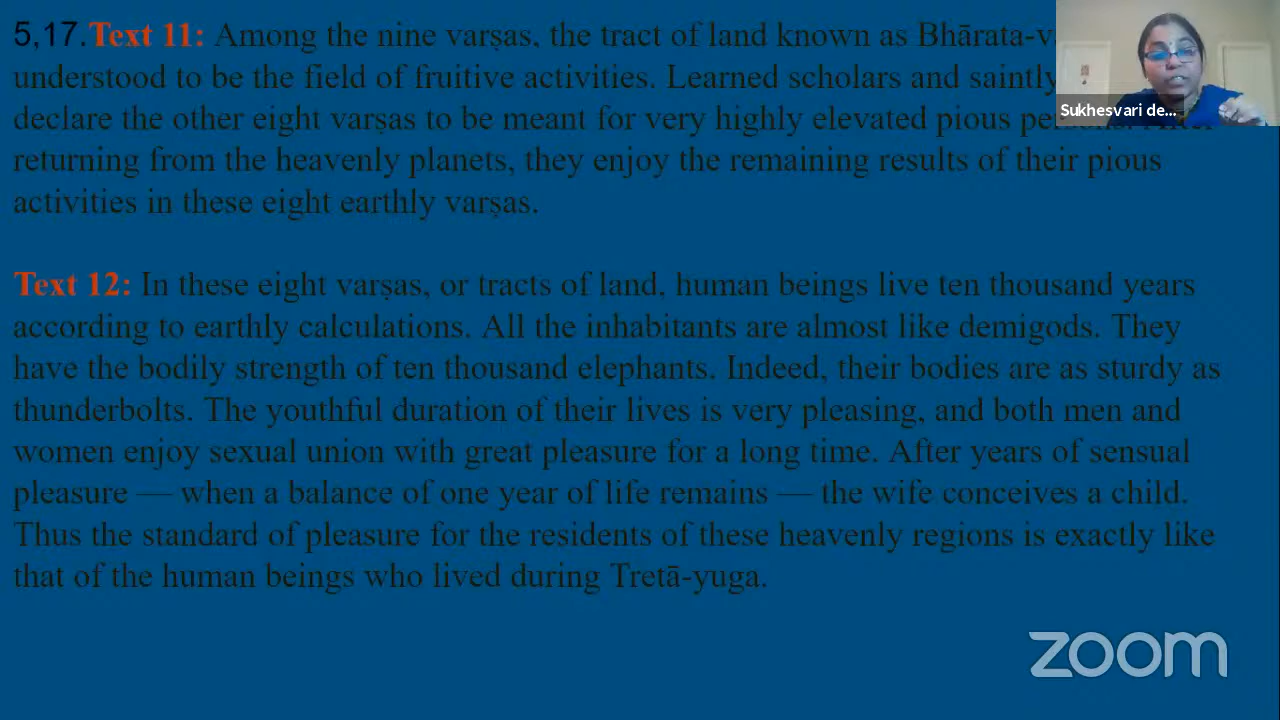 5,17.Text 11: Among the nine varṣas, the tract of land known as Bhārata-v
understood to be the field of fruitive activities. Learned scholars and saintly
declare the other eight varṣas to be meant for very highly elevated pious
returning from the heavenly planets, they enjoy the remaining results of their pious
activities in these eight earthly varṣas.
Text 12: In these eight varṣas, or tracts of land, human beings live ten thousand years
according to earthly calculations. All the inhabitants are almost like demigods. They
have the bodily strength of ten thousand elephants. Indeed, their bodies are as sturdy as
thunderbolts. The youthful duration of their lives is very pleasing, and both men and
women enjoy sexual union with great pleasure for a long time. After years of sensual
pleasure — when a balance of one year of life remains — the wife conceives a child.
Thus the standard of pleasure for the residents of these heavenly regions is exactly like
that of the human beings who lived during Tretā-yuga.
Sukhesvari de...
zoom